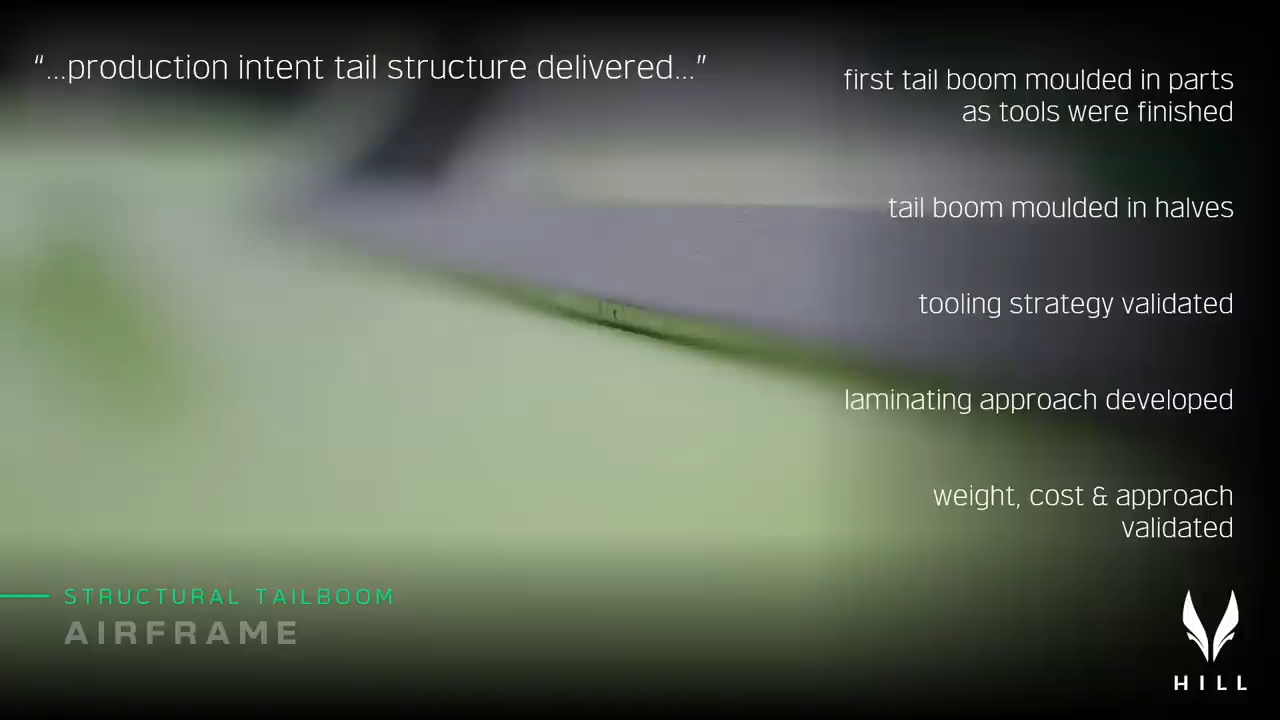 “...production intent tail structure delivered...”
first tail boom moulded in parts
as tools were finished
tail boom moulded in halves
tooling strategy validated
laminating approach developed
weight, cost & approach
validated
STRUCTURAL TAILBOOM
AIRFRAME
HILL